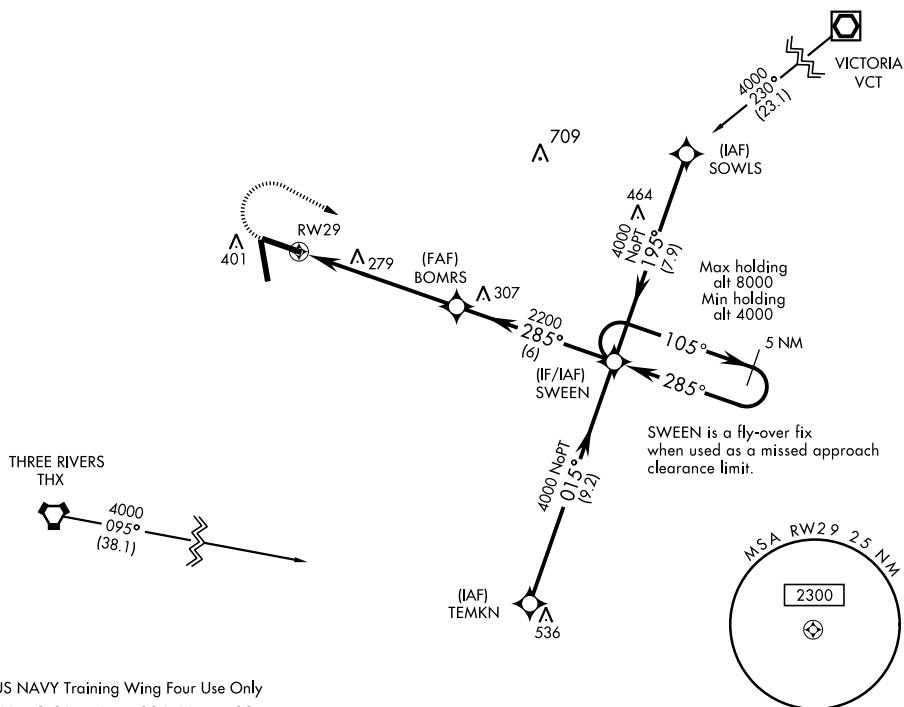 VICTORIA
VCT
4000
230°
(23.1)
709
(IAF)
SOWLS
464
4000
NoPT
195°
(7.9)
RW29
401
279
(FAF)
BOMRS
307
Max holding
alt 8000
Min holding
alt 4000
5 NM
105°
285°
2200
285°
(6)
(IF/IAF)
SWEEN
SWEEN is a fly-over fix
when used as a missed approach
clearance limit.
4000 NoPT
015°
(9.2)
THREE RIVERS
THX
4000
095°
(38.1)
(IAF)
TEMKN
536
MSA RW29 25 NM
2300
US NAVY Training Wing Four Use Only